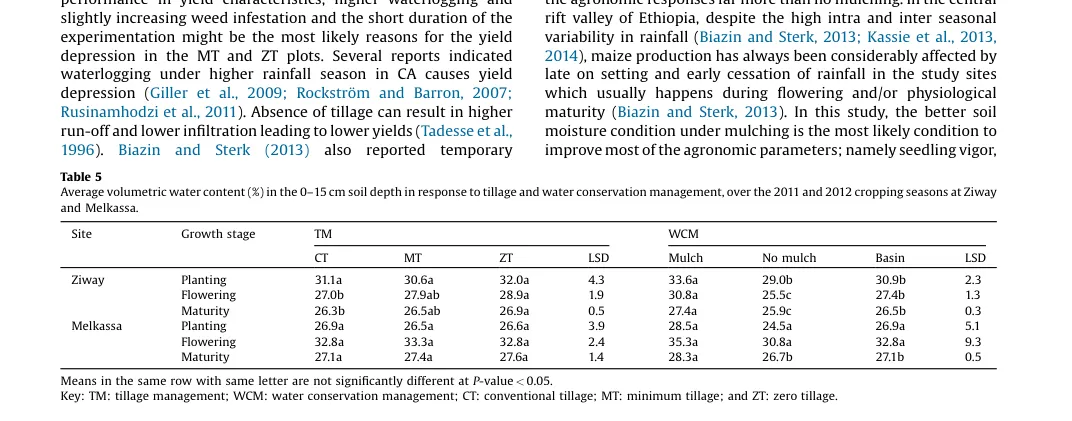 performance in yield characteristics, higher waterlogging and
slightly increasing weed infestation and the short duration of the
experimentation might be the most likely reasons for the yield
depression in the MT and ZT plots. Several reports indicated
waterlogging under higher rainfall season in CA causes yield
depression (Giller et al., 2009; Rockström and Barron, 2007;
Rusinamhodzi et al., 2011). Absence of tillage can result in higher
run-off and lower infiltration leading to lower yields (Tadesse et al.,
1996). Biazin and Sterk (2013) also reported temporary
the agronomic responses far more than no mulching. In the central
rift valley of Ethiopia, despite the high intra and inter seasonal
variability in rainfall (Biazin and Sterk, 2013; Kassie et al., 2013,
2014), maize production has always been considerably affected by
late on setting and early cessation of rainfall in the study sites
which usually happens during flowering and/or physiological
maturity (Biazin and Sterk, 2013). In this study, the better soil
moisture condition under mulching is the most likely condition to
improve most of the agronomic parameters; namely seedling vigor,
Table 5
Average volumetric water content (%) in the 0–15 cm soil depth in response to tillage and water conservation management, over the 2011 and 2012 cropping seasons at Ziway
and Melkassa.
Site Growth stage TM WCM
CT MT ZT LSD Mulch No mulch Basin LSD
Ziway Planting 31.1a 30.6a 32.0a 4.3 33.6a 29.0b 30.9b 2.3
Flowering 27.0b 27.9ab 28.9a 1.9 30.8a 25.5c 27.4b 1.3
Maturity 26.3b 26.5ab 26.9a 0.5 27.4a 25.9c 26.5b 0.3
Melkassa Planting 26.9a 26.5a 26.6a 3.9 28.5a 24.5a 26.9a 5.1
Flowering 32.8a 33.3a 32.8a 2.4 35.3a 30.8a 32.8a 9.3
Maturity 27.1a 27.4a 27.6a 1.4 28.3a 26.7b 27.1b 0.5
Means in the same row with same letter are not significantly different at P-value < 0.05.
Key: TM: tillage management; WCM: water conservation management; CT: conventional tillage; MT: minimum tillage; and ZT: zero tillage.